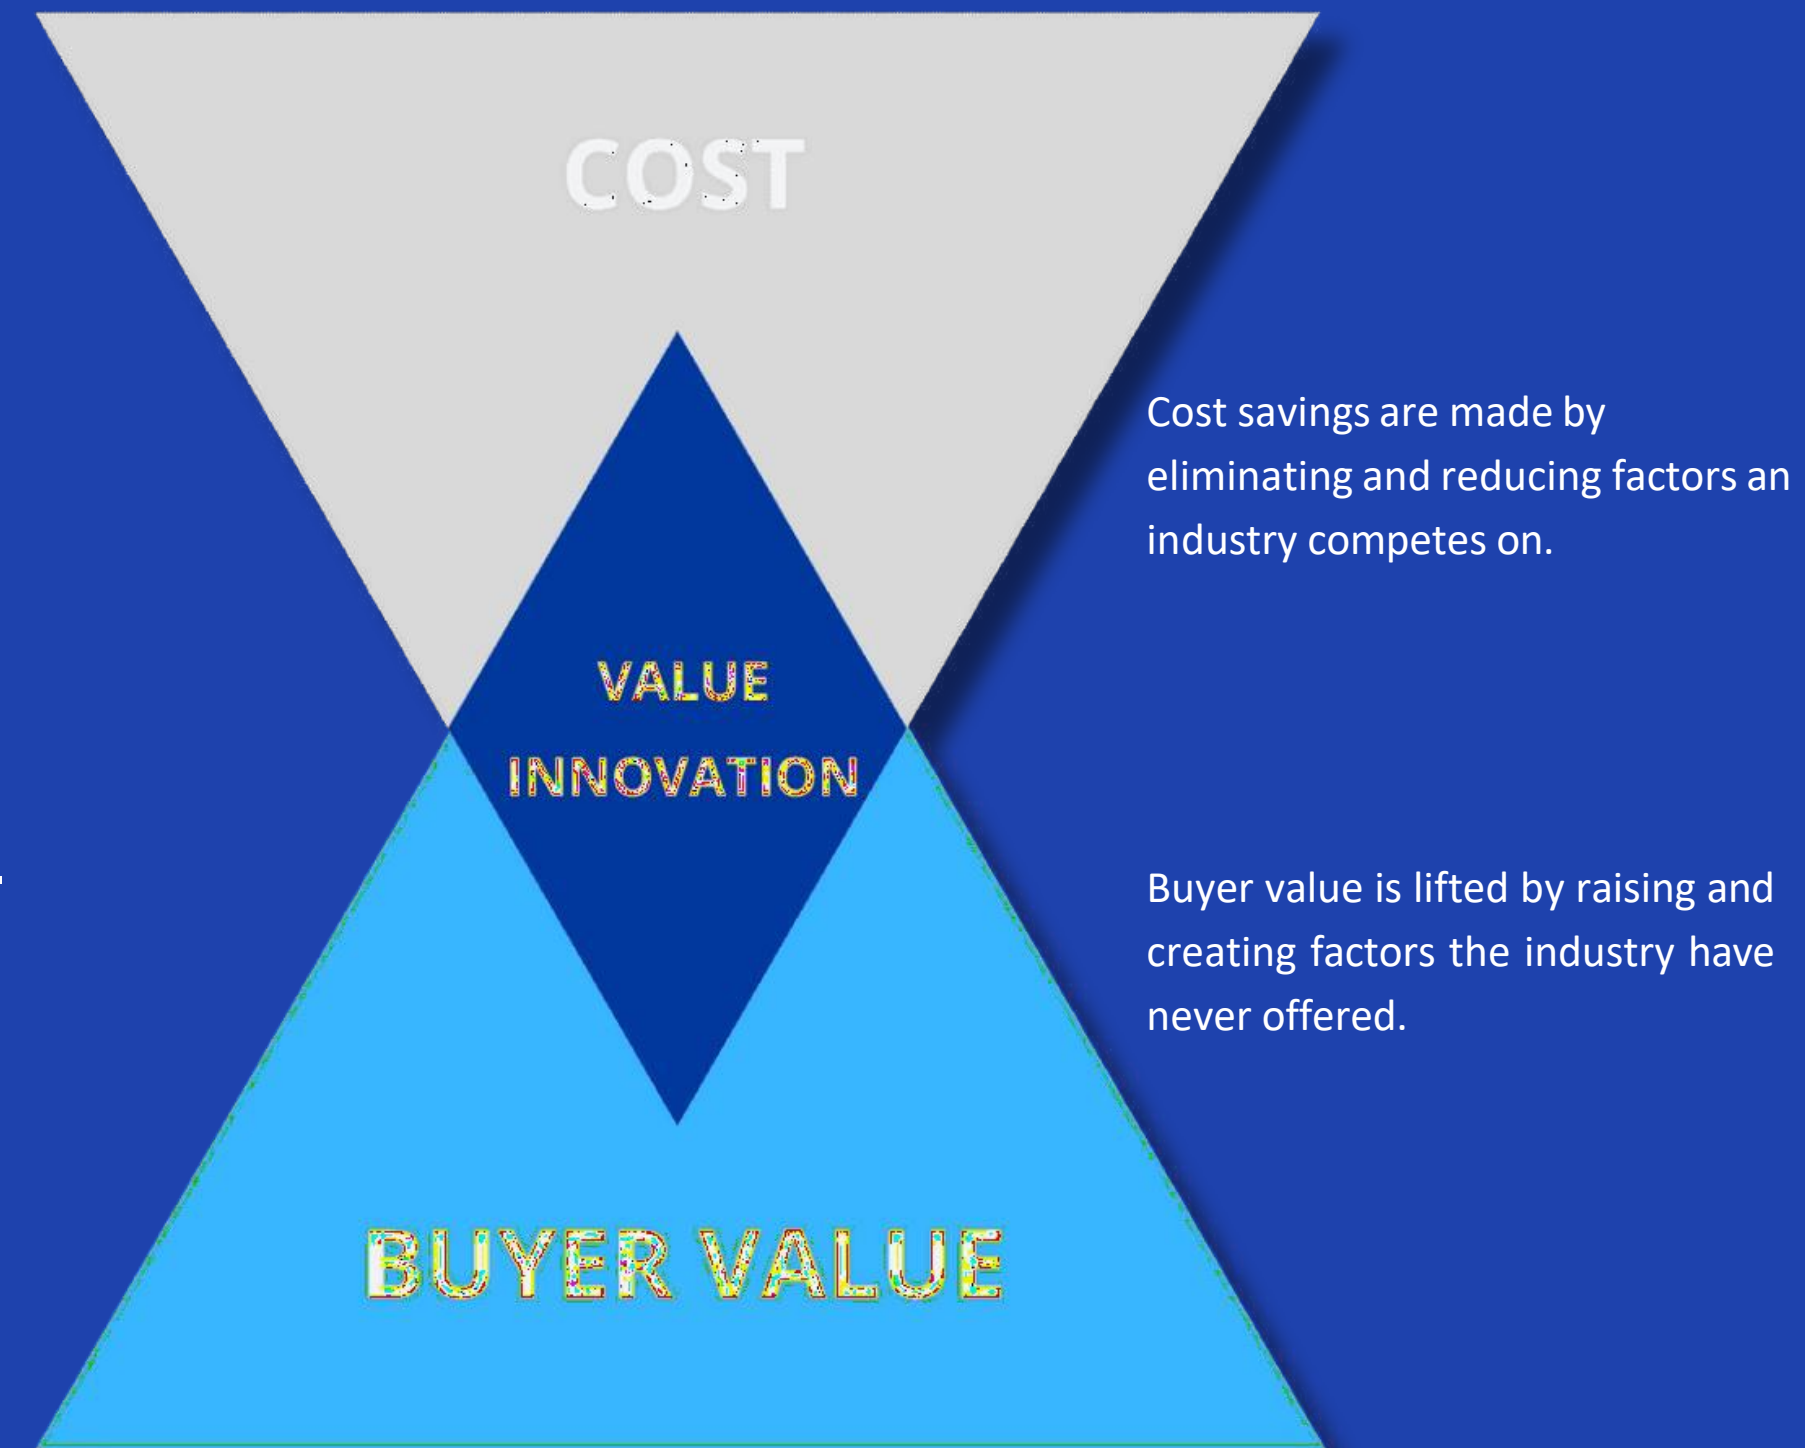 COST
Cost savings are made by
eliminating and reducing factors an
industry competes on.
VALUE
INNOVATION
Buyer value is lifted by raising and
creating factors the industry have
never offered.
BUYER VALUE